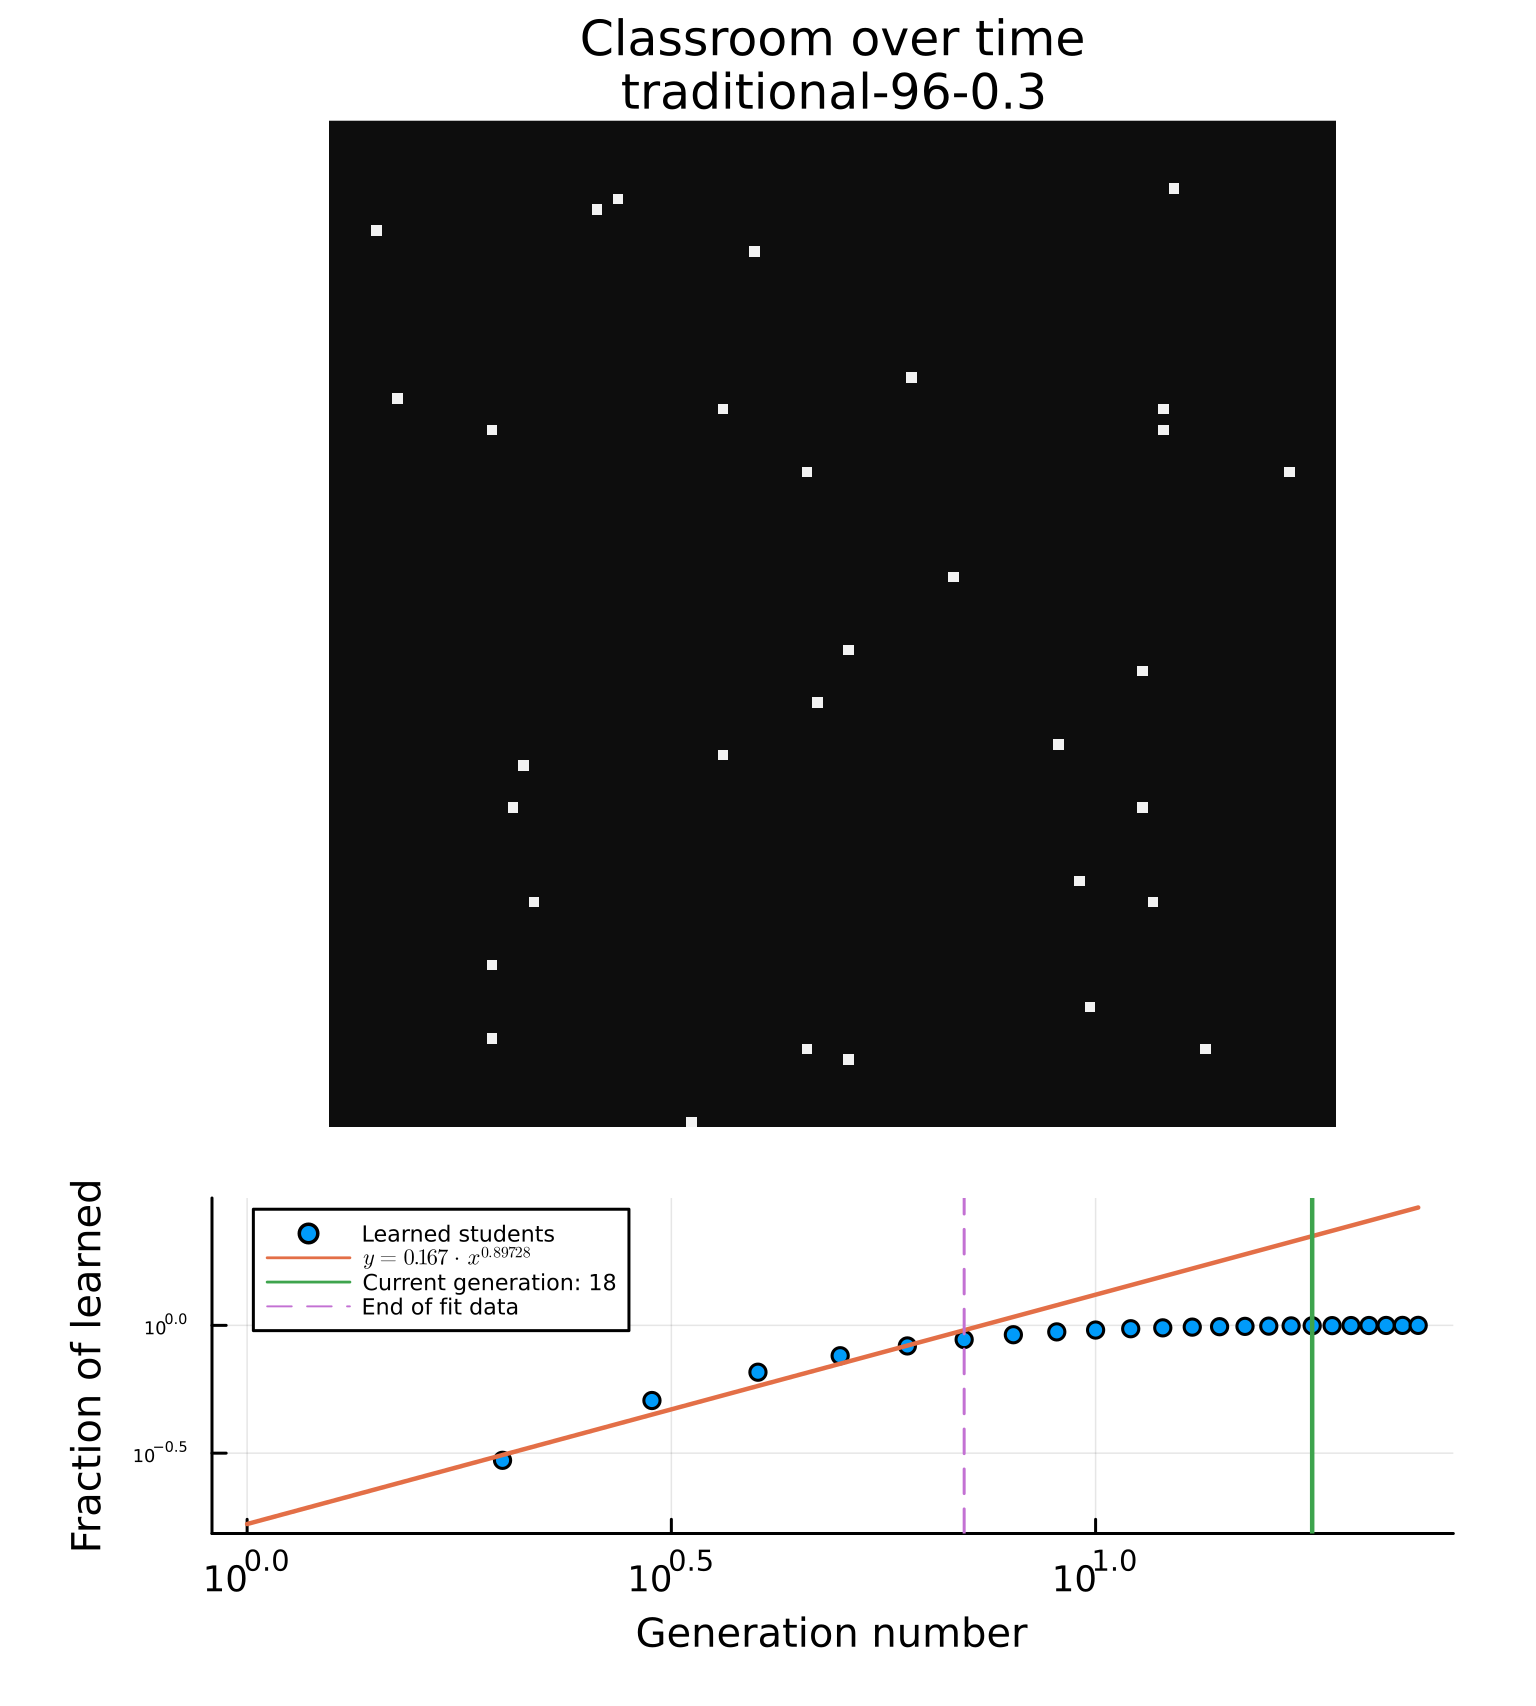 Classroom over time
traditional-96-0.3
Fraction of learned
Learned students
y = 0.167 · x^0.89728
Current generation: 18
End of fit data
10^0.0
10^−0.5
10^0.0 10^0.5 10^1.0
Generation number